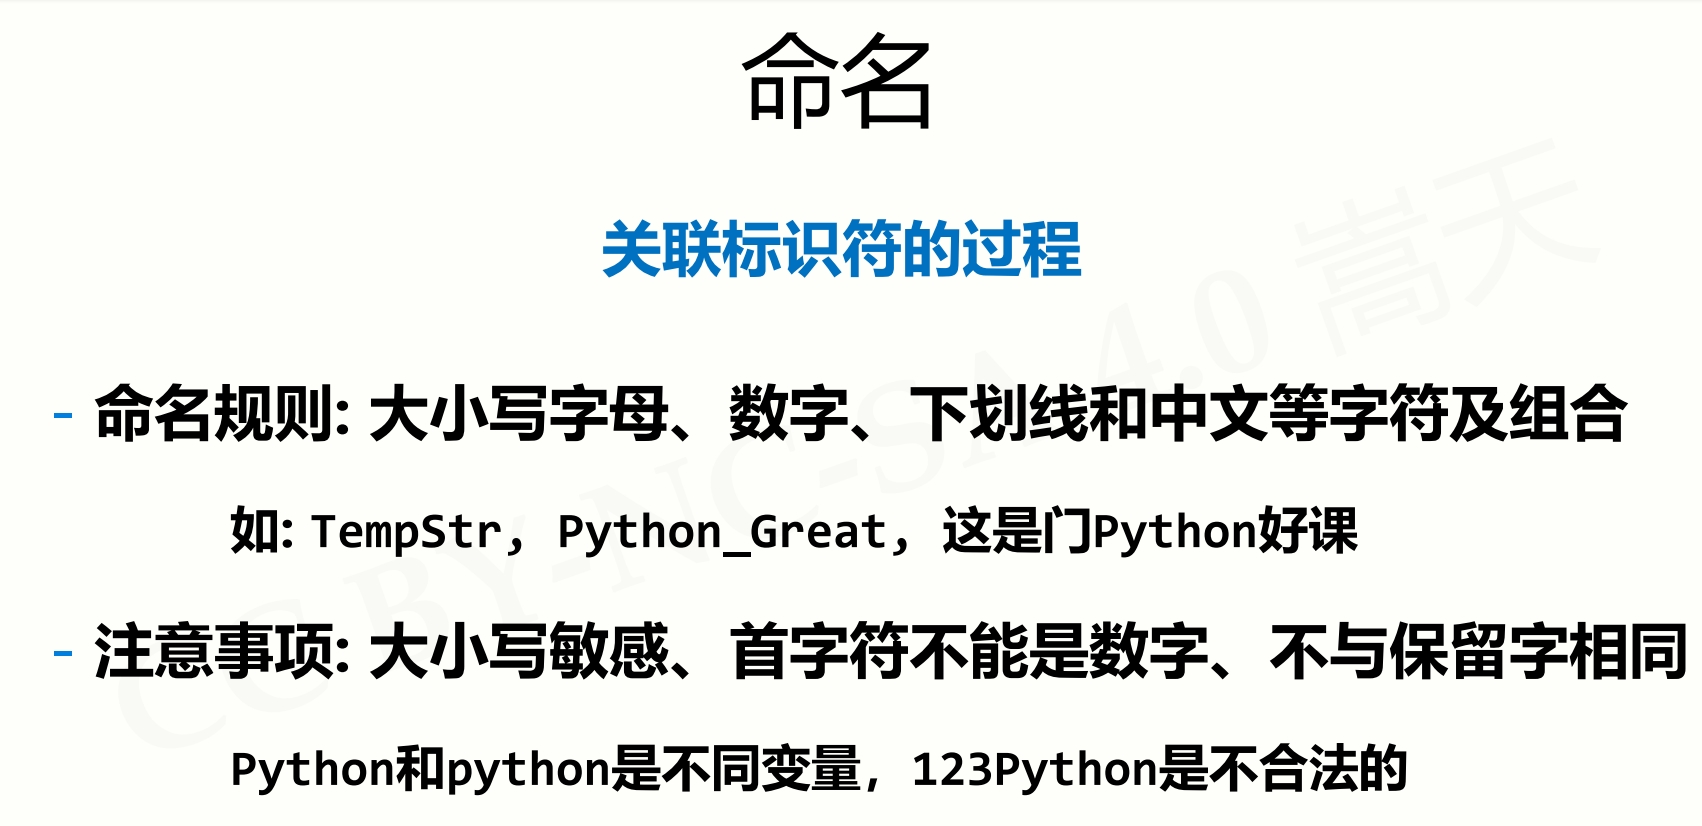 命名
关联标识符的过程
- 命名规则: 大小写字母、数字、下划线和中文等字符及组合
如: TempStr, Python_Great, 这是门Python好课
- 注意事项: 大小写敏感、首字符不能是数字、不与保留字相同
Python和python是不同变量, 123Python是不合法的
CC BY-NC-SA 4.0 嵩天